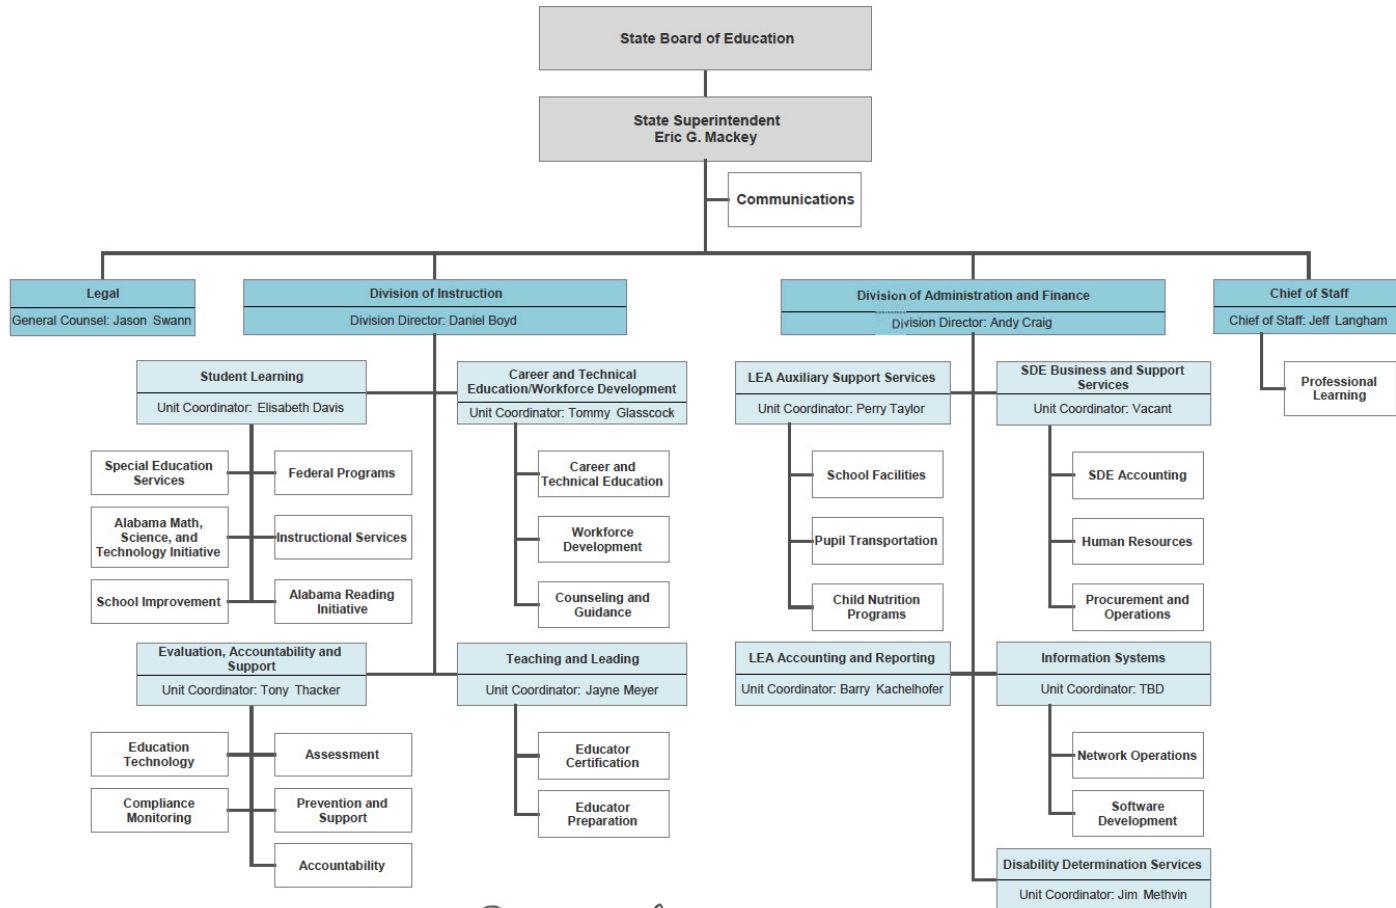 State Board of Education
State Superintendent
Eric G. Mackey
Communications
Legal
General Counsel: Jason Swann
Division of Instruction
Division Director: Daniel Boyd
Division of Administration and Finance
Division Director: Andy Craig
Chief of Staff
Chief of Staff: Jeff Langham
Professional
Learning
Student Learning
Unit Coordinator: Elisabeth Davis
Special Education
Services
Federal Programs
Alabama Math,
Science, and
Technology Initiative
Instructional Services
School Improvement
Alabama Reading
Initiative
Career and Technical
Education/Workforce Development
Unit Coordinator: Tommy Glasscock
Career and
Technical Education
Workforce
Development
Counseling and
Guidance
Evaluation, Accountability and
Support
Unit Coordinator: Tony Thacker
Education
Technology
Assessment
Compliance
Monitoring
Prevention and
Support
Accountability
Teaching and Leading
Unit Coordinator: Jayne Meyer
Educator
Certification
Educator
Preparation
LEA Auxiliary Support Services
Unit Coordinator: Perry Taylor
School Facilities
Pupil Transportation
Child Nutrition
Programs
SDE Business and Support
Services
Unit Coordinator: Vacant
SDE Accounting
Human Resources
Procurement and
Operations
LEA Accounting and Reporting
Unit Coordinator: Barry Kachelhofer
Information Systems
Unit Coordinator: TBD
Network Operations
Software
Development
Disability Determination Services
Unit Coordinator: Jim Methvin